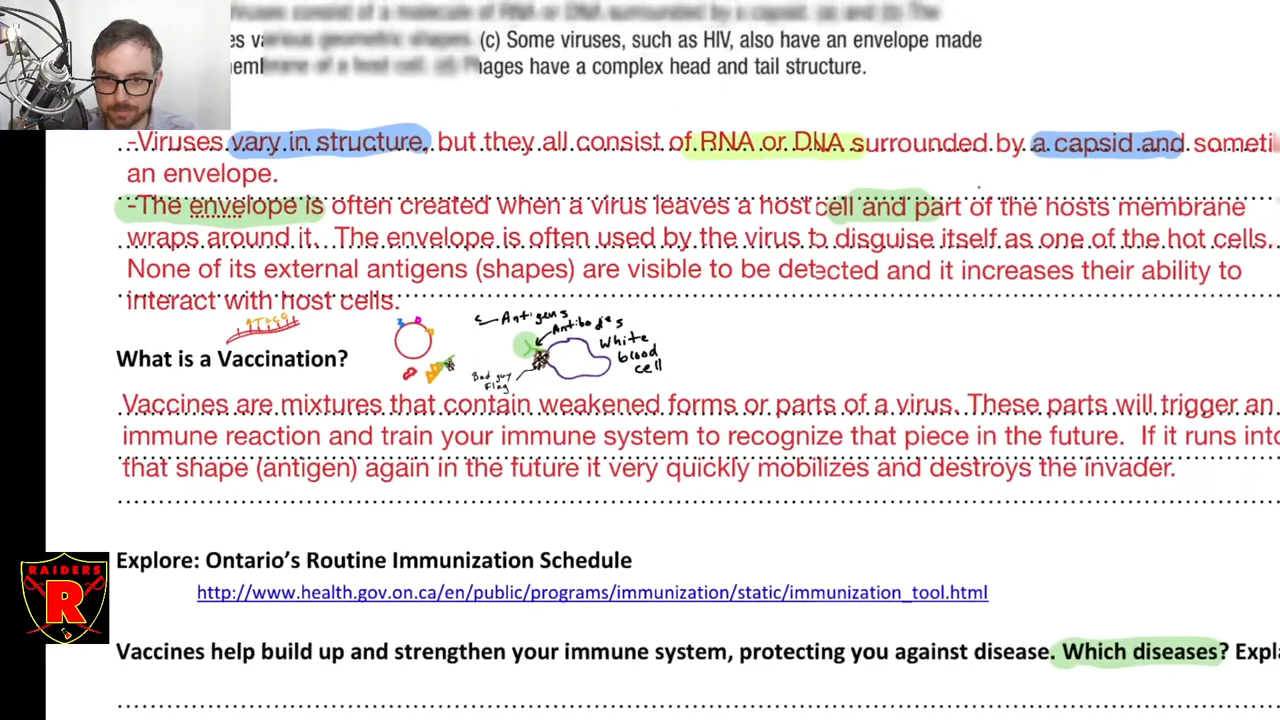 (c) Some viruses, such as HIV, also have an envelope made
have a complex head and tail structure.
-Viruses vary in structure, but they all consist of RNA or DNA surrounded by a capsid and someti
an envelope.
-The envelope is often created when a virus leaves a host cell and part of the hosts membrane
wraps around it. The envelope is often used by the virus to disguise itself as one of the hot cells.
None of its external antigens (shapes) are visible to be detected and it increases their ability to
interact with host cells.
Antigens
Antibodies
White
blood
cell
Bad guy
Flag
What is a Vaccination?
Vaccines are mixtures that contain weakened forms or parts of a virus. These parts will trigger an
immune reaction and train your immune system to recognize that piece in the future. If it runs into
that shape (antigen) again in the future it very quickly mobilizes and destroys the invader.
RAIDERS
R
Explore: Ontario's Routine Immunization Schedule
http://www.health.gov.on.ca/en/public/programs/immunization/static/immunization_tool.html
Vaccines help build up and strengthen your immune system, protecting you against disease. Which diseases? Expla